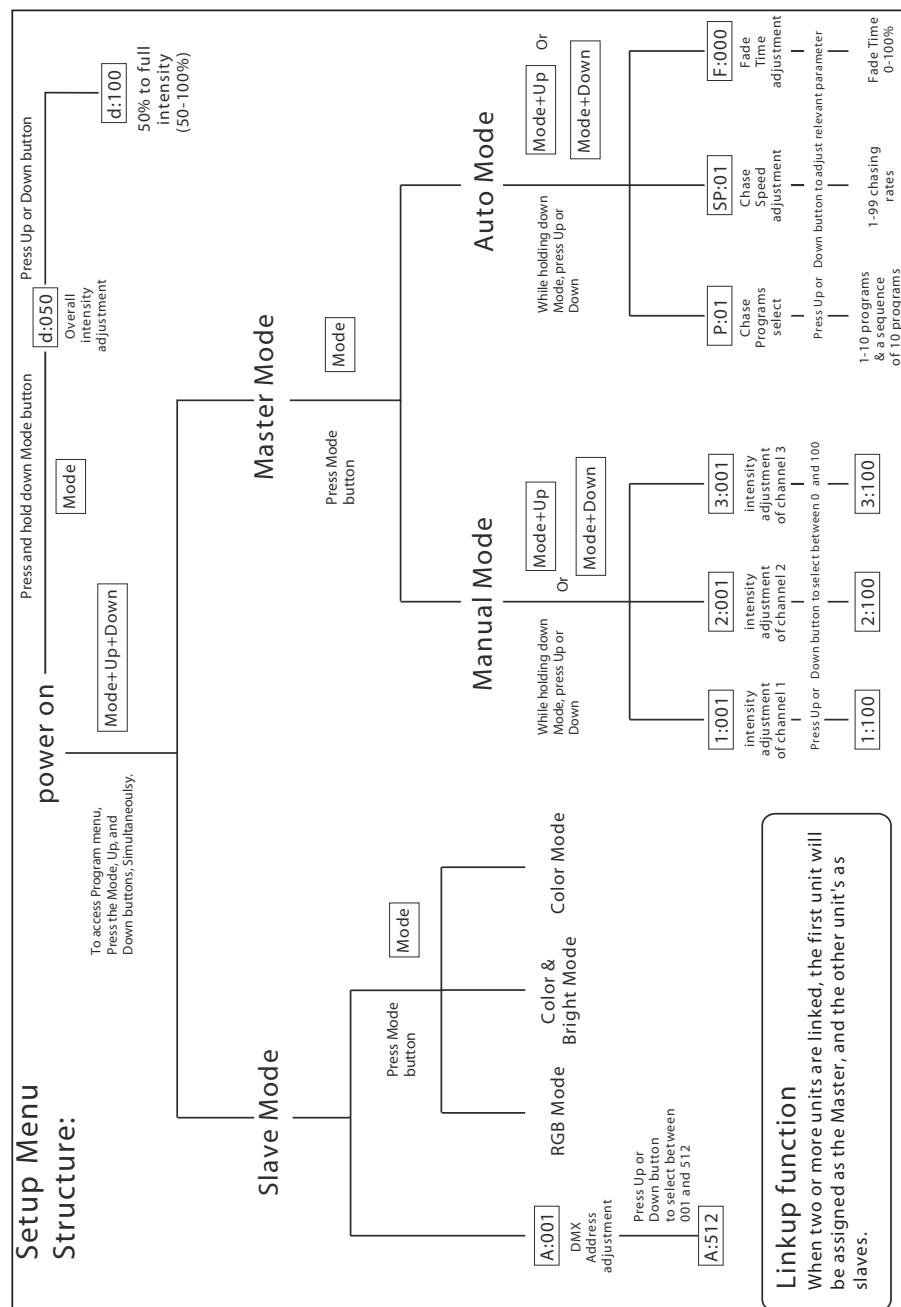 Setup Menu
Structure:
power on
Press and hold down Mode button
Mode
d:050
Overall
intensity
adjustment
Press Up or Down button
d:100
50% to full
intensity
(50-100%)
To access Program menu,
Press the Mode, Up, and
Down buttons, Simultaneoulsy.
Mode+Up+Down
Slave Mode
Press Mode
button
Mode
RGB Mode
Color &
Bright Mode
Color Mode
A:001
DMX
Address
adjustment
Press Up or
Down button
to select between
001 and 512
A:512
Master Mode
Press Mode
button
Mode
Manual Mode
While holding down
Mode, press Up or
Down
Mode+Up
Or
Mode+Down
1:001
intensity
adjustment
of channel 1
2:001
intensity
adjustment
of channel 2
3:001
intensity
adjustment
of channel 3
Press Up or Down button to select between 0 and 100
1:100
2:100
3:100
Auto Mode
While holding down
Mode, press Up or
Down
Mode+Up Or
Mode+Down
P:01
Chase
Programs
select
SP:01
Chase
Speed
adjustment
F:000
Fade
Time
adjustment
Press Up or Down button to adjust relevant parameter
1-10 programs
& a sequence
of 10 programs
1-99 chasing
rates
Fade Time
0-100%
Linkup function
When two or more units are linked, the first unit will
be assigned as the Master, and the other unit's as
slaves.